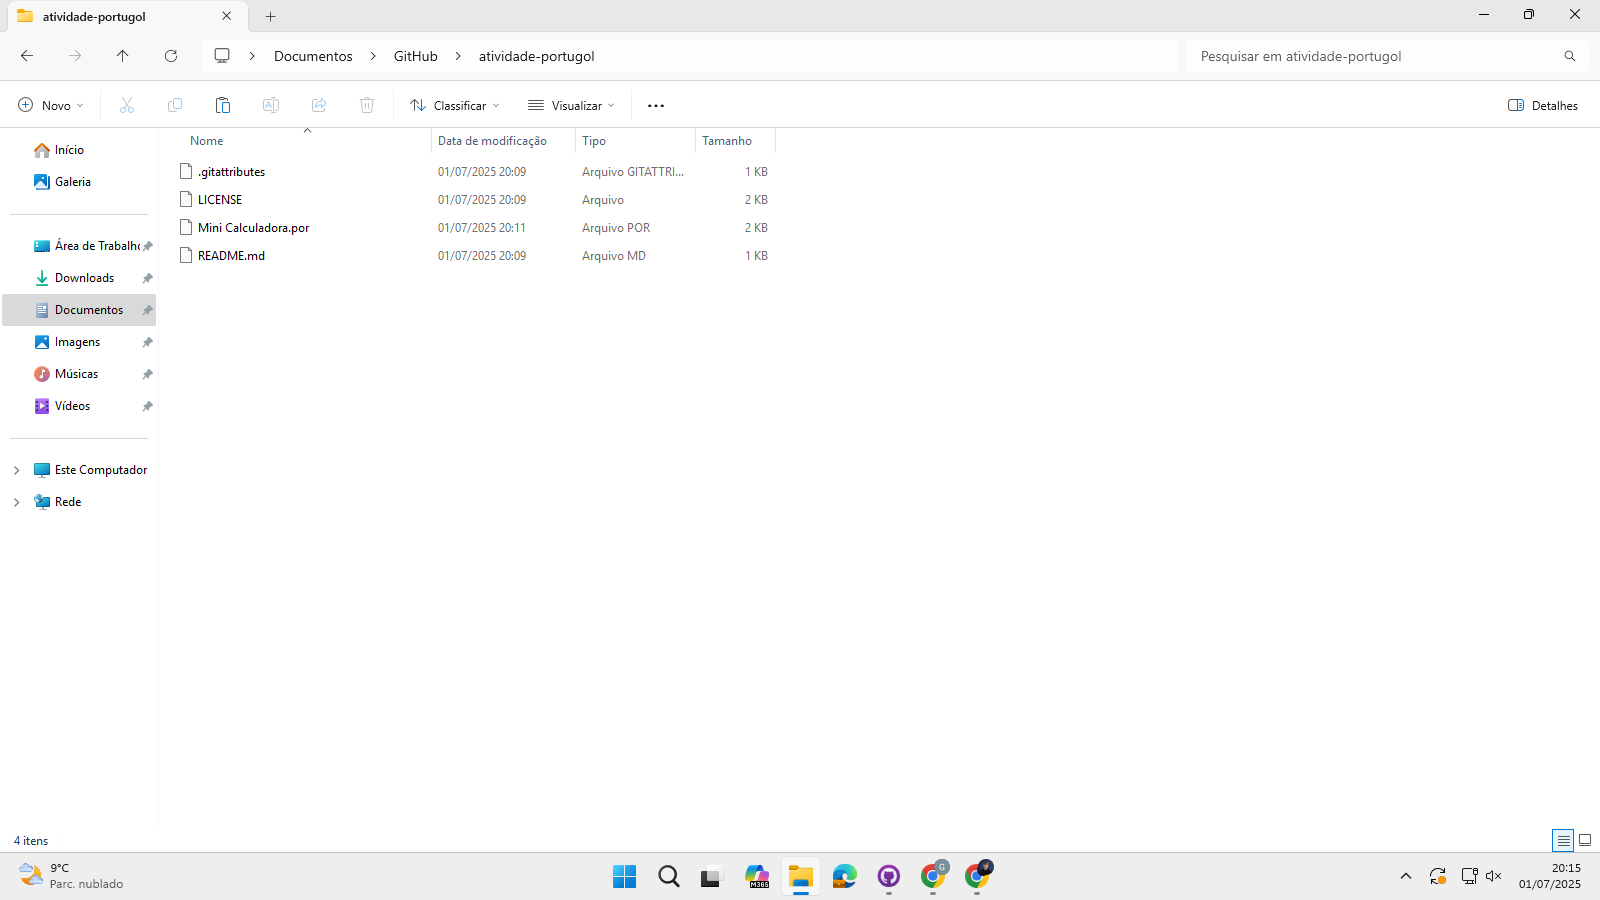 atividade-portugol
Documentos
GitHub
atividade-portugol
Pesquisar em atividade-portugol
Novo
Classificar
Visualizar
Detalhes
Nome
Data de modificação
Tipo
Tamanho
.gitattributes
01/07/2025 20:09
Arquivo GITATTRI...
1 KB
LICENSE
01/07/2025 20:09
Arquivo
2 KB
Mini Calculadora.por
01/07/2025 20:11
Arquivo POR
2 KB
README.md
01/07/2025 20:09
Arquivo MD
1 KB
Início
Galeria
Área de Trabalho
Downloads
Documentos
Imagens
Músicas
Vídeos
Este Computador
Rede
4 itens
9°C
Parc. nublado
M365
G
20:15
01/07/2025